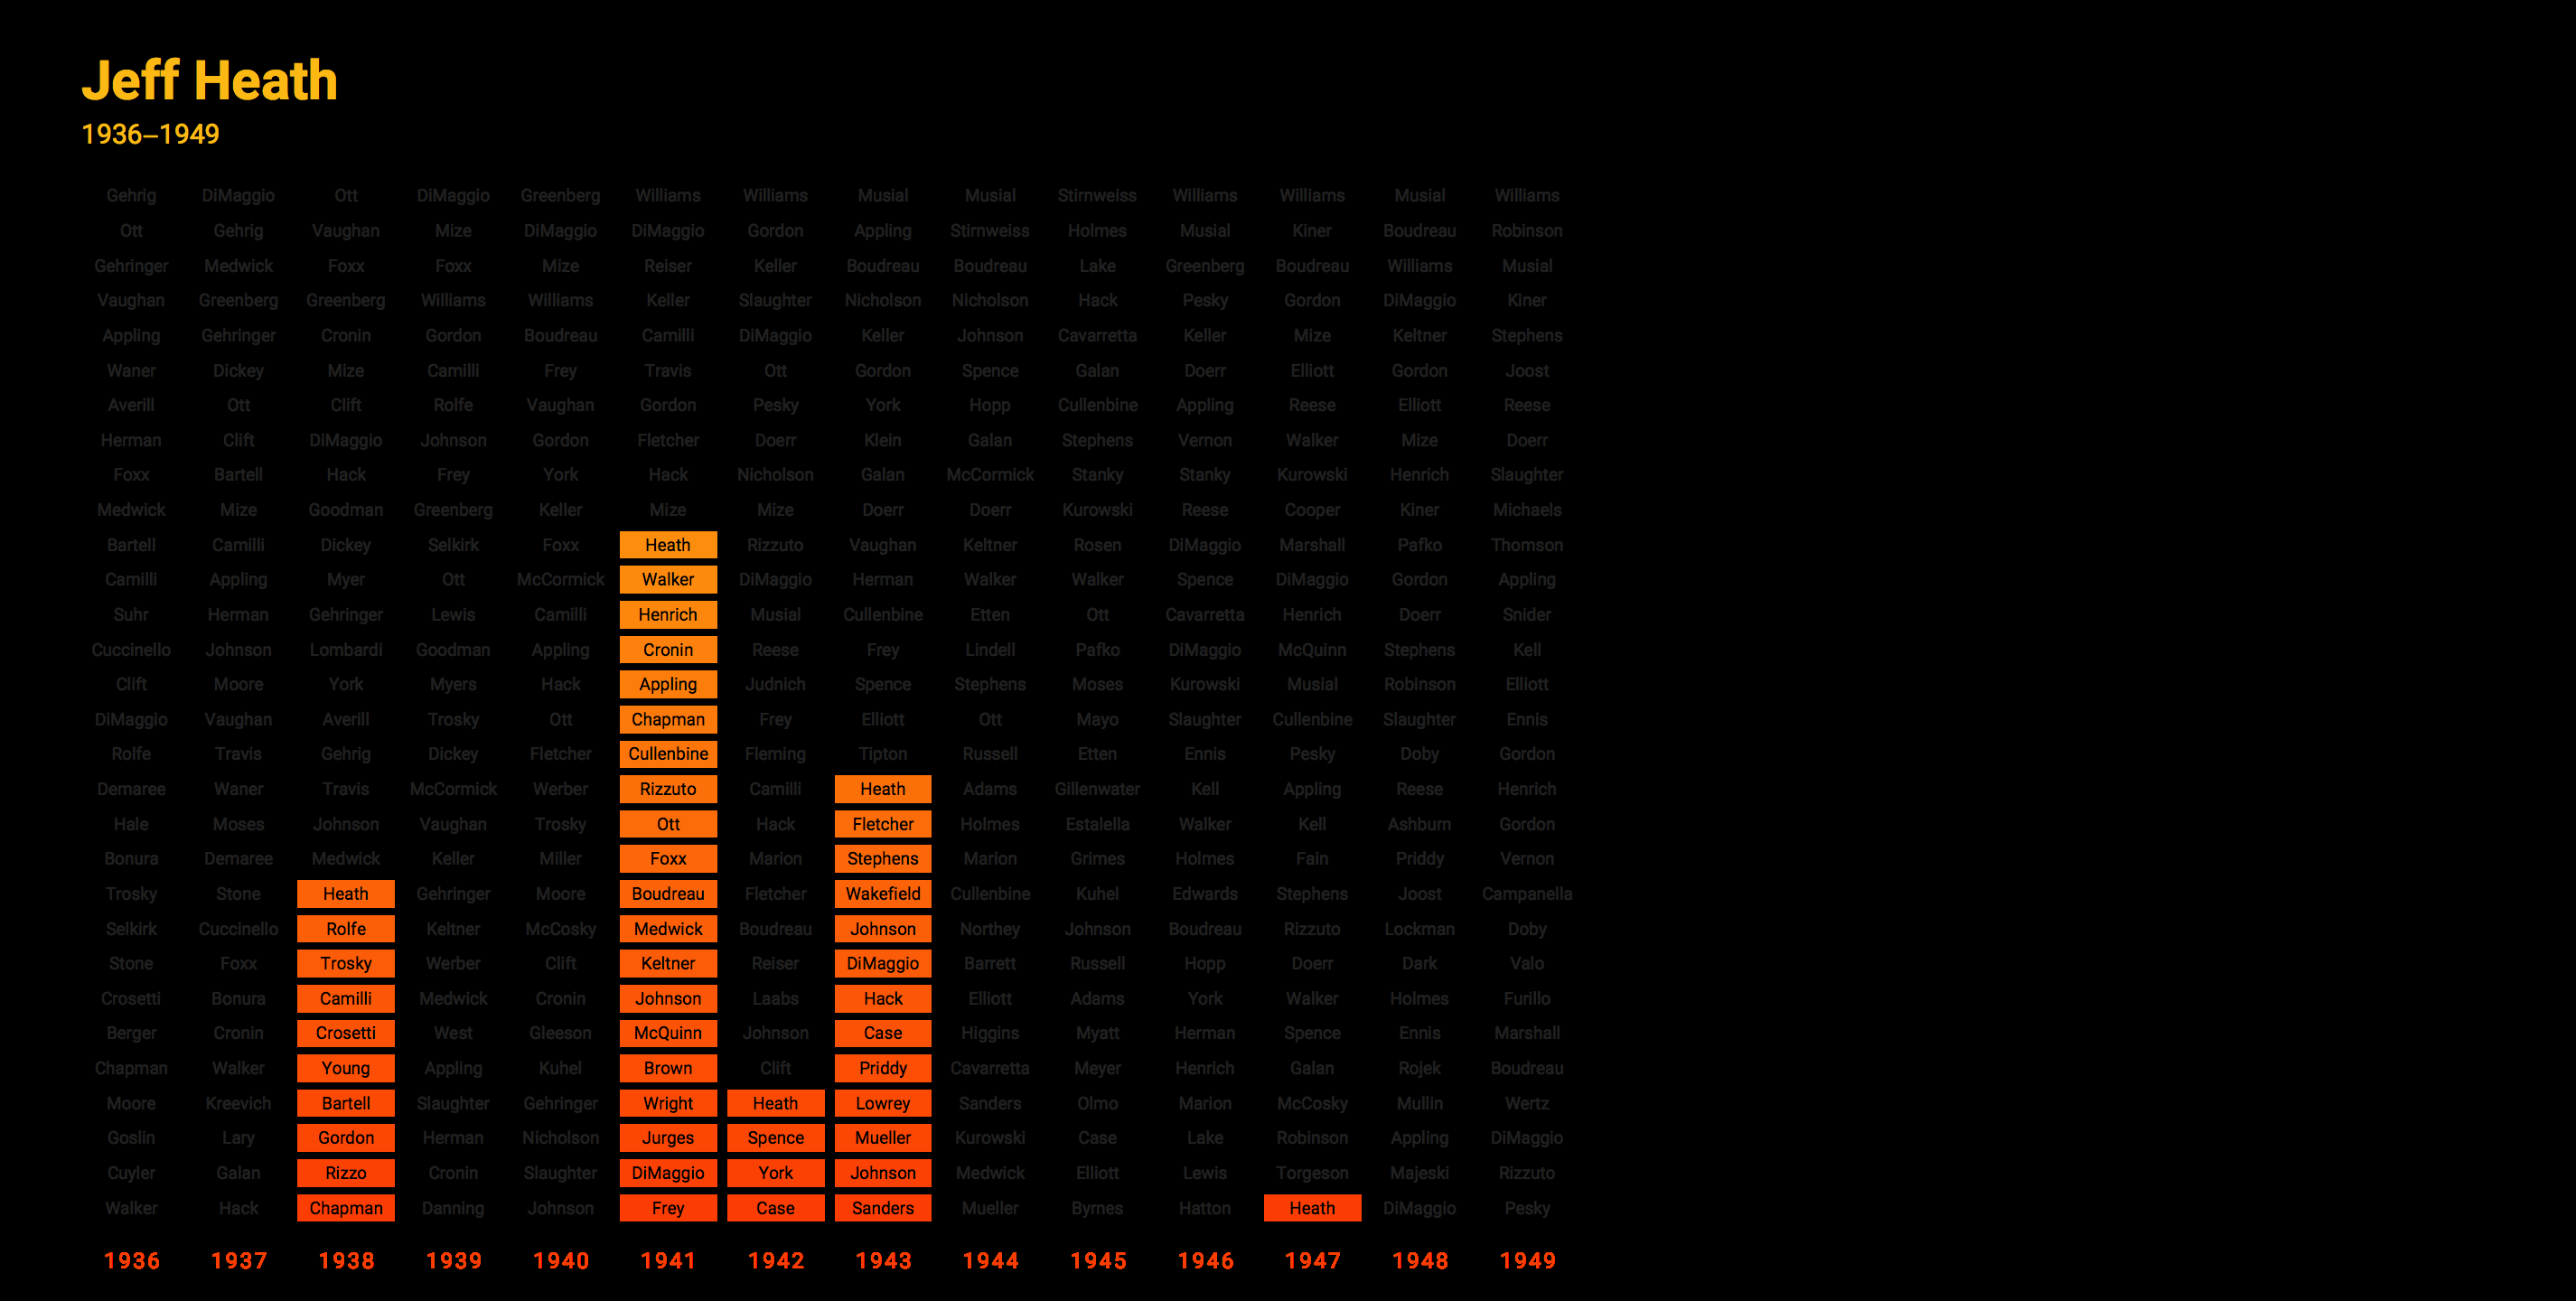 Jeff Heath
1936–1949
Gehrig DiMaggio Ott DiMaggio Greenberg Williams Williams Musial Musial Stirnweiss Williams Williams Musial Williams
Ott Gehrig Vaughan Mize DiMaggio DiMaggio Gordon Appling Stirnweiss Holmes Musial Kiner Boudreau Robinson
Gehringer Medwick Foxx Foxx Mize Reiser Keller Boudreau Boudreau Lake Greenberg Boudreau Williams Musial
Vaughan Greenberg Greenberg Williams Williams Keller Slaughter Nicholson Nicholson Hack Pesky Gordon DiMaggio Kiner
Appling Gehringer Cronin Gordon Boudreau Camilli DiMaggio Keller Johnson Cavarretta Keller Mize Keltner Stephens
Waner Dickey Mize Camilli Frey Travis Ott Gordon Spence Galan Doerr Elliott Gordon Joost
Averill Ott Clift Rolfe Vaughan Gordon Pesky York Hopp Cullenbine Appling Reese Elliott Reese
Herman Clift DiMaggio Johnson Gordon Fletcher Doerr Klein Galan Stephens Vernon Walker Mize Doerr
Foxx Bartell Hack Frey York Hack Nicholson Galan McCormick Stanky Stanky Kurowski Henrich Slaughter
Medwick Mize Goodman Greenberg Keller Mize Mize Doerr Doerr Kurowski Reese Cooper Kiner Michaels
Bartell Camilli Dickey Selkirk Foxx Heath Rizzuto Vaughan Keltner Rosen DiMaggio Marshall Pafko Thomson
Camilli Appling Myer Ott McCormick Walker DiMaggio Herman Walker Walker Spence DiMaggio Gordon Appling
Suhr Herman Gehringer Lewis Camilli Henrich Musial Cullenbine Etten Ott Cavarretta Henrich Doerr Snider
Cuccinello Johnson Lombardi Goodman Appling Cronin Reese Frey Lindell Pafko DiMaggio McQuinn Stephens Kell
Clift Moore York Myers Hack Appling Judnich Spence Stephens Moses Kurowski Musial Robinson Elliott
DiMaggio Vaughan Averill Trosky Ott Chapman Frey Elliott Ott Mayo Slaughter Cullenbine Slaughter Ennis
Rolfe Travis Gehrig Dickey Fletcher Cullenbine Fleming Tipton Russell Etten Ennis Pesky Doby Gordon
Demaree Waner Travis McCormick Werber Rizzuto Camilli Heath Adams Gillenwater Kell Appling Reese Henrich
Hale Moses Johnson Vaughan Trosky Ott Hack Fletcher Holmes Estalella Walker Kell Ashburn Gordon
Bonura Demaree Medwick Keller Miller Foxx Marion Stephens Marion Grimes Holmes Fain Priddy Vernon
Trosky Stone Heath Gehringer Moore Boudreau Fletcher Wakefield Cullenbine Kuhel Edwards Stephens Joost Campanella
Selkirk Cuccinello Rolfe Keltner McCosky Medwick Boudreau Johnson Northey Johnson Boudreau Rizzuto Lockman Doby
Stone Foxx Trosky Werber Clift Keltner Reiser DiMaggio Barrett Russell Hopp Doerr Dark Valo
Crosetti Bonura Camilli Medwick Cronin Johnson Laabs Hack Elliott Adams York Walker Holmes Furillo
Berger Cronin Crosetti West Gleeson McQuinn Johnson Case Higgins Myatt Herman Spence Ennis Marshall
Chapman Walker Young Appling Kuhel Brown Clift Priddy Cavarretta Meyer Henrich Galan Rojek Boudreau
Moore Kreevich Bartell Slaughter Gehringer Wright Heath Lowrey Sanders Olmo Marion McCosky Mullin Wertz
Goslin Lary Gordon Herman Nicholson Jurges Spence Mueller Kurowski Case Lake Robinson Appling DiMaggio
Cuyler Galan Rizzo Cronin Slaughter DiMaggio York Johnson Medwick Elliott Lewis Torgeson Majeski Rizzuto
Walker Hack Chapman Danning Johnson Frey Case Sanders Mueller Byrnes Hatton Heath DiMaggio Pesky
1936 1937 1938 1939 1940 1941 1942 1943 1944 1945 1946 1947 1948 1949